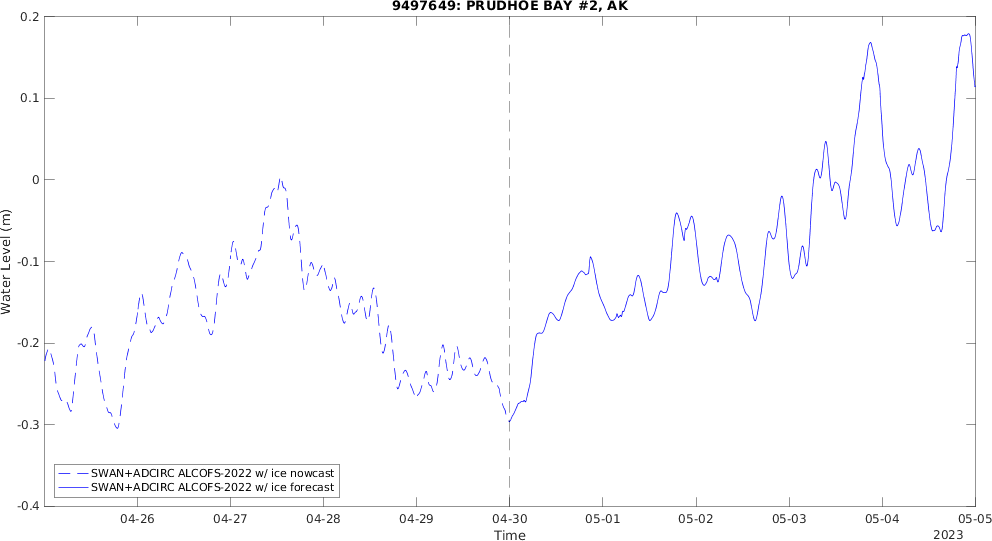 9497649: PRUDHOE BAY #2, AK
0.2
0.1
0
-0.1
-0.2
-0.3
-0.4
Water Level (m)
SWAN+ADCIRC ALCOFS-2022 w/ ice nowcast
SWAN+ADCIRC ALCOFS-2022 w/ ice forecast
04-26 04-27 04-28 04-29 04-30 05-01 05-02 05-03 05-04 05-05
Time
2023